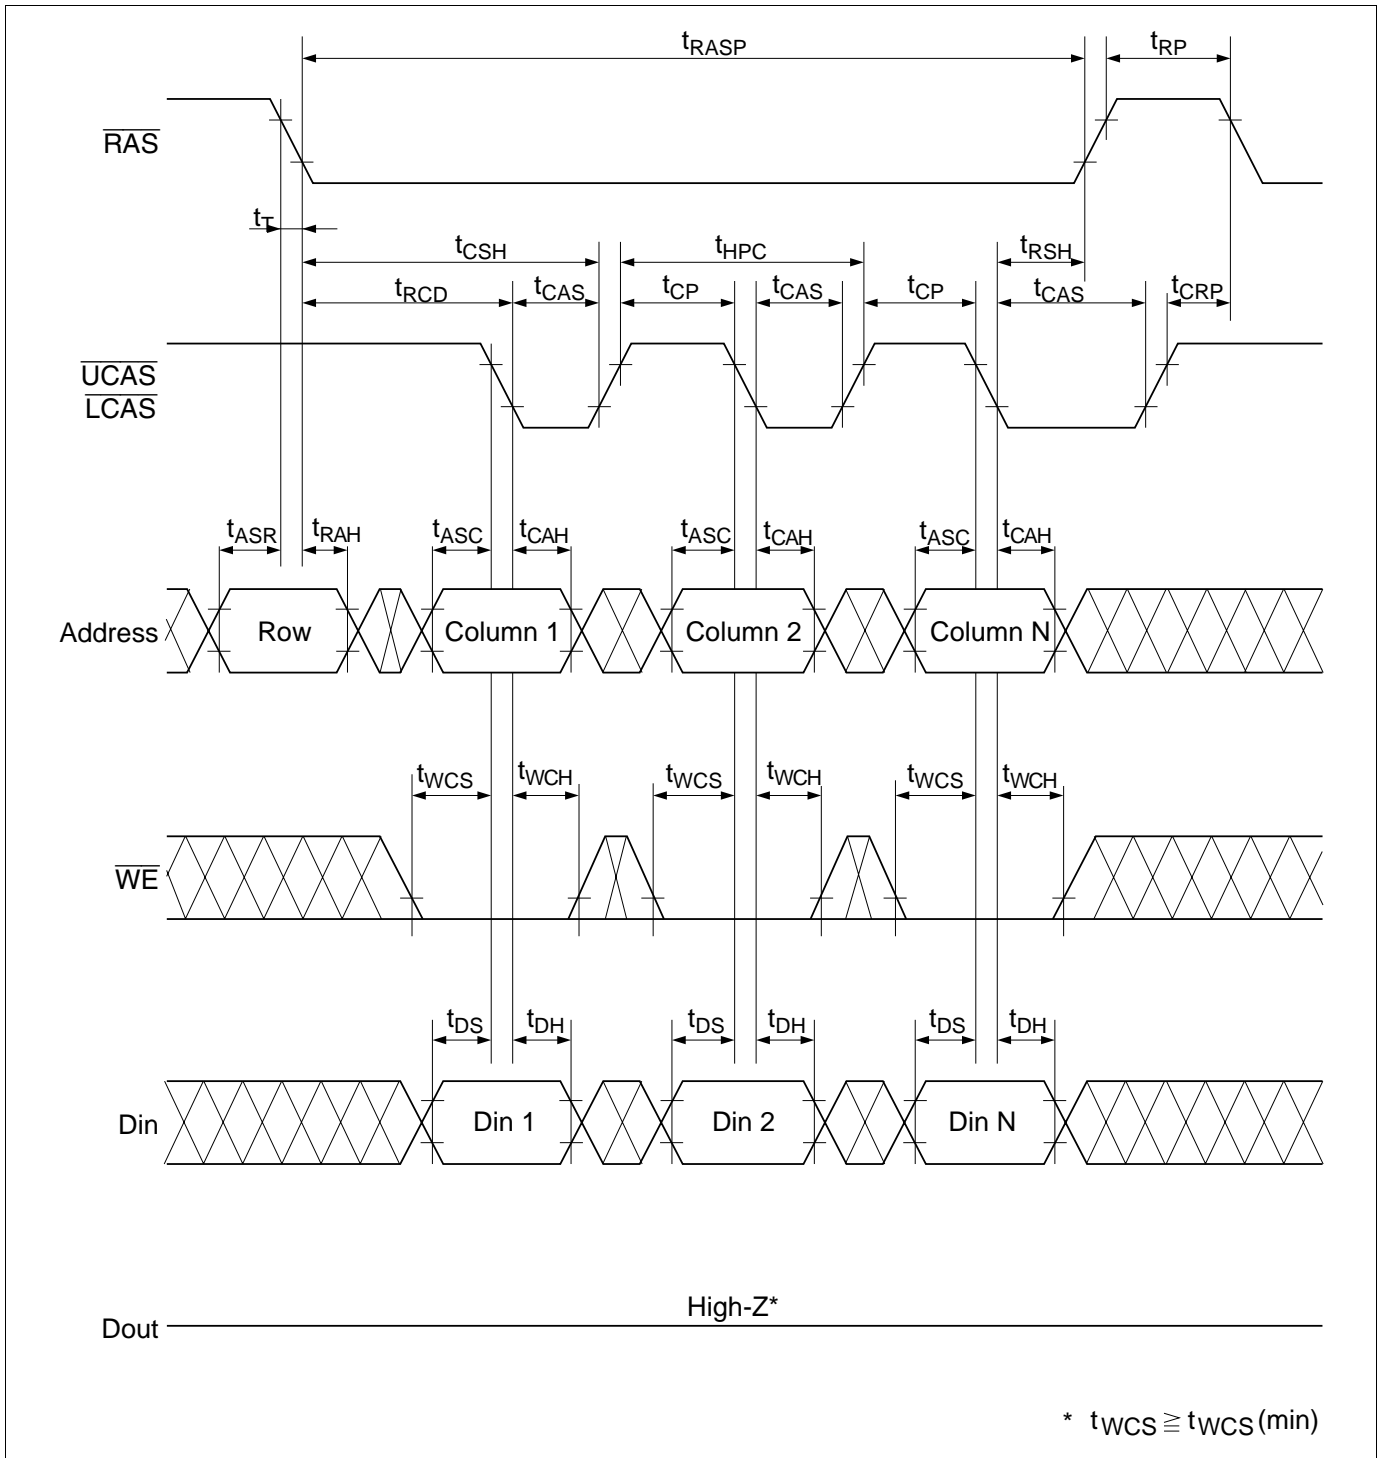 tRASP tRP
RAS
tT
tCSH tHPC tRSH
tRCD tCAS tCP tCAS tCP tCAS tCRP
UCAS
LCAS
tASR tRAH tASC tCAH tASC tCAH tASC tCAH
Address Row Column 1 Column 2 Column N
tWCS tWCH tWCS tWCH tWCS tWCH
WE
tDS tDH tDS tDH tDS tDH
Din Din 1 Din 2 Din N
High-Z*
Dout
* tWCS ≧ tWCS(min)